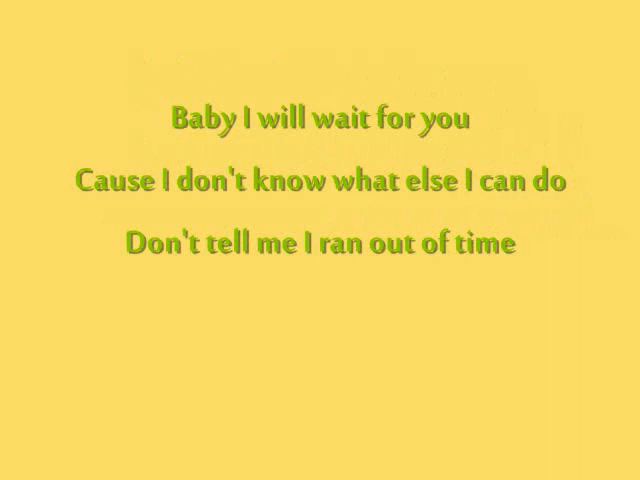 Baby I will wait for you
Cause I don't know what else I can do
Don't tell me I ran out of time